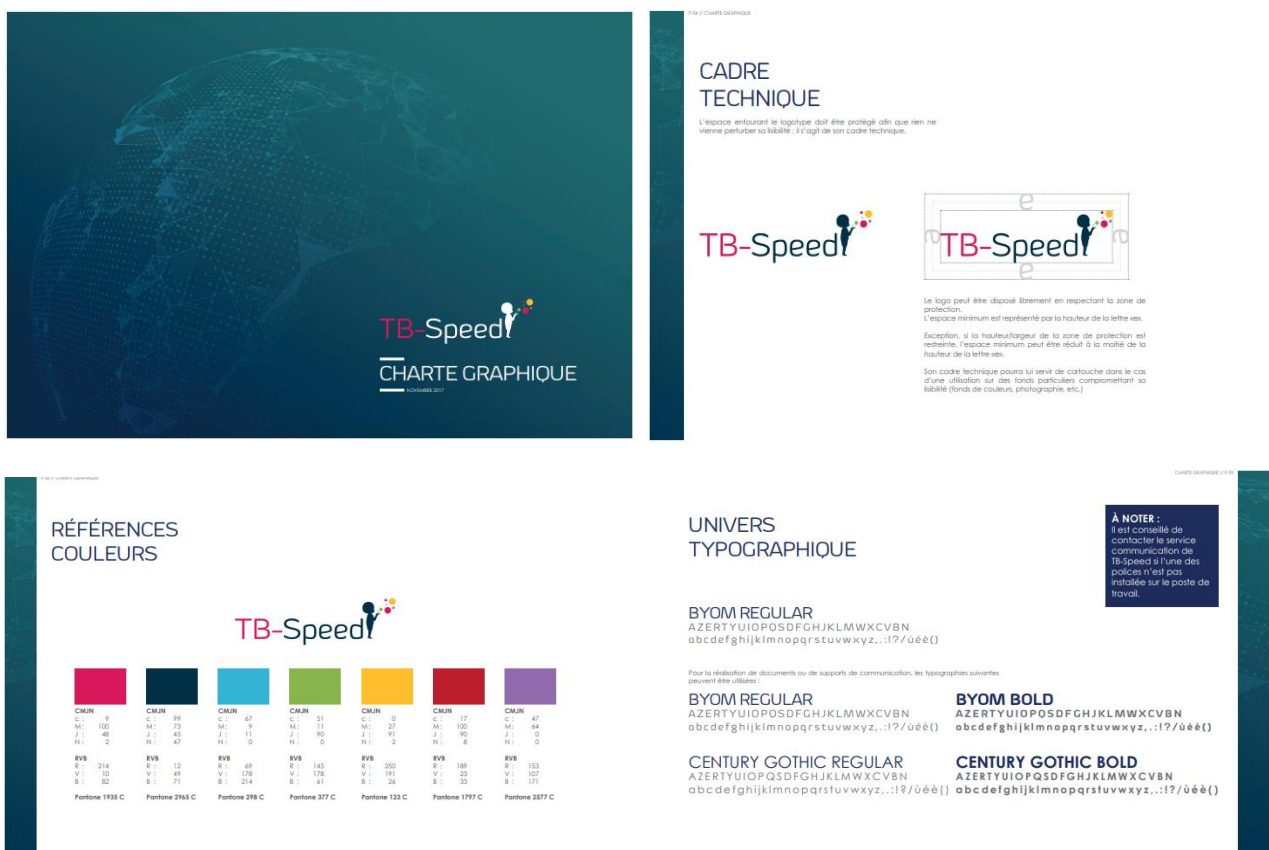 TB-Speed
CHARTE GRAPHIQUE
NOVEMBRE 2017
P 04 // CHARTE GRAPHIQUE
CADRE
TECHNIQUE
L'espace entourant le logotype doit être protégé afin que rien ne
vienne perturber sa lisibilité ; il s'agit de son cadre technique.
TB-Speed
e
e
TB-Speed
e
e
Le logo peut être disposé librement en respectant la zone de
protection.
L'espace minimum est représenté par la hauteur de la lettre «e».
Exception, si la hauteur/largeur de la zone de protection est
restreinte, l'espace minimum peut être réduit à la moitié de la
hauteur de la lettre «e».
Son cadre technique pourra lui servir de cartouche dans le cas
d'une utilisation sur des fonds particuliers compromettant sa
lisibilité (fonds de couleurs, photographie, etc.)
// CHARTE GRAPHIQUE
RÉFÉRENCES
COULEURS
TB-Speed
CMJN CMJN CMJN CMJN CMJN CMJN CMJN
C : 9 C : 99 C : 67 C : 51 C : 0 C : 17 C : 47
M : 100 M : 73 M : 9 M : 11 M : 27 M : 100 M : 64
J : 48 J : 45 J : 11 J : 90 J : 91 J : 90 J : 0
N : 2 N : 47 N : 0 N : 0 N : 2 N : 8 N : 0
RVB RVB RVB RVB RVB RVB RVB
R : 214 R : 12 R : 69 R : 145 R : 250 R : 189 R : 153
V : 10 V : 49 V : 178 V : 178 V : 191 V : 23 V : 107
B : 82 B : 71 B : 214 B : 61 B : 26 B : 33 B : 171
Pantone 1935 C Pantone 2965 C Pantone 298 C Pantone 377 C Pantone 123 C Pantone 1797 C Pantone 2577 C
CHARTE GRAPHIQUE //
UNIVERS
TYPOGRAPHIQUE
À NOTER :
Il est conseillé de
contacter le service
communication de
TB-Speed si l'une des
polices n'est pas
installée sur le poste de
travail.
BYOM REGULAR
AZERTYUIOPQSDFGHJKLMWXCVBN
abcdefghijklmnopqrstuvwxyz,.:!?/ùéè()
Pour la réalisation de documents ou de supports de communication, les typographies suivantes
peuvent être utilisées :
BYOM REGULAR
AZERTYUIOPQSDFGHJKLMWXCVBN
abcdefghijklmnopqrstuvwxyz,.:!?/ùéè()
BYOM BOLD
AZERTYUIOPQSDFGHJKLMWXCVBN
abcdefghijklmnopqrstuvwxyz,.:!?/ùéè()
CENTURY GOTHIC REGULAR
AZERTYUIOPQSDFGHJKLMWXCVBN
abcdefghijklmnopqrstuvwxyz,.:!?/ùéè()
CENTURY GOTHIC BOLD
AZERTYUIOPQSDFGHJKLMWXCVBN
abcdefghijklmnopqrstuvwxyz,.:!?/ùéè()